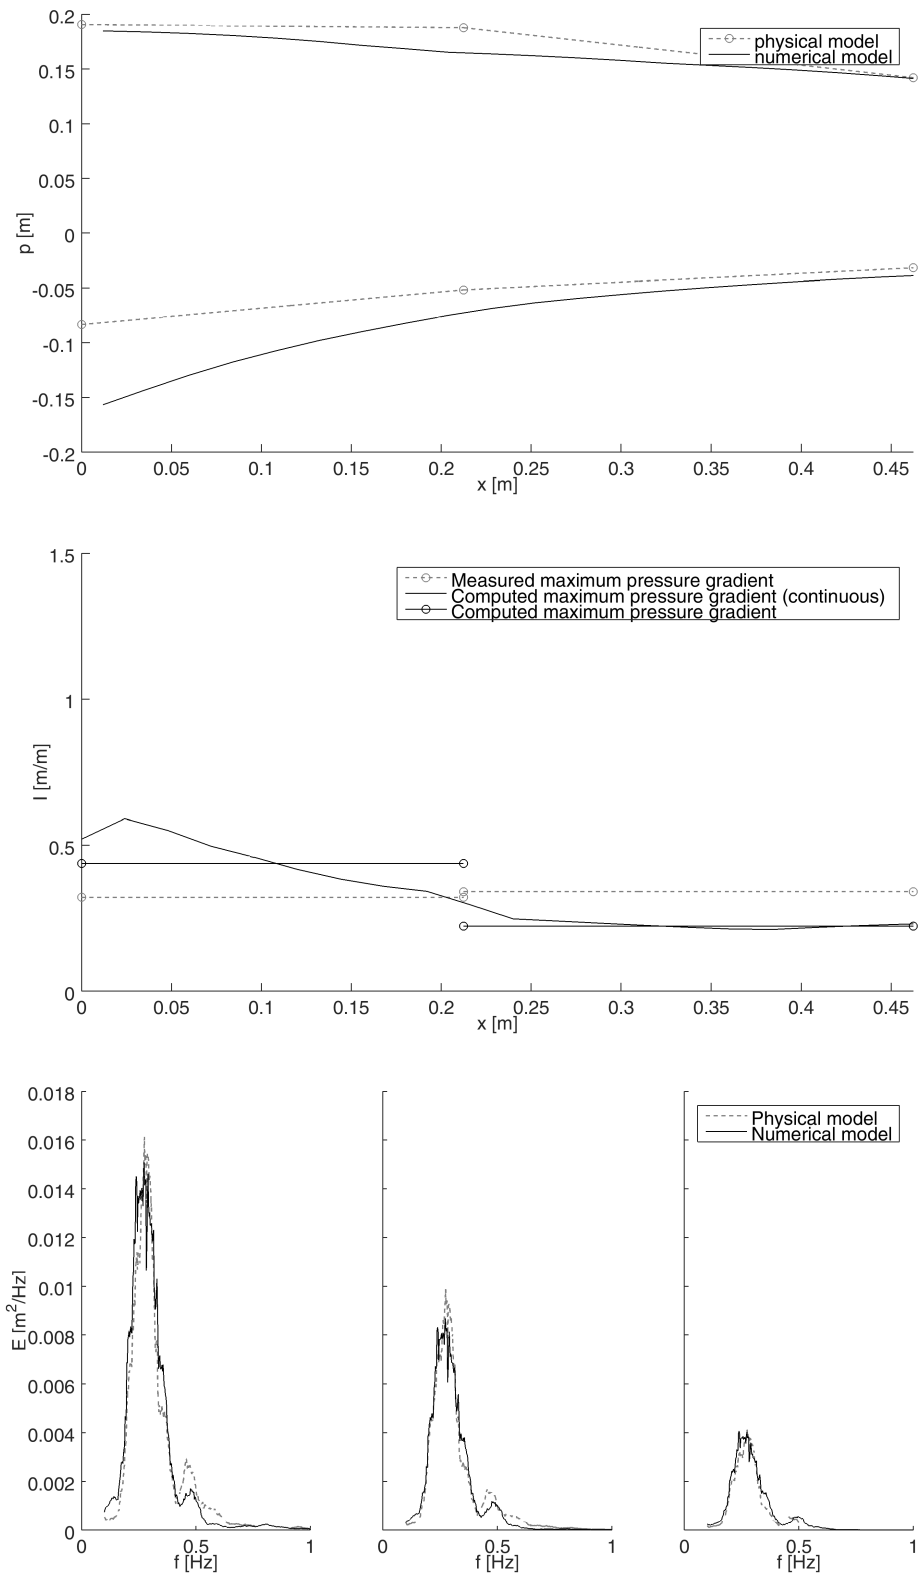 0.2
0.15
0.1
0.05
0
-0.05
-0.1
-0.15
-0.2
p [m]
physical model
numerical model
0 0.05 0.1 0.15 0.2 0.25 0.3 0.35 0.4 0.45
x [m]
1.5
1
0.5
0
I [m/m]
Measured maximum pressure gradient
Computed maximum pressure gradient (continuous)
Computed maximum pressure gradient
0 0.05 0.1 0.15 0.2 0.25 0.3 0.35 0.4 0.45
x [m]
0.018
0.016
0.014
0.012
0.01
0.008
0.006
0.004
0.002
0
E [m²/Hz]
Physical model
Numerical model
0 0.5 1 0 0.5 1 0 0.5 1
f [Hz] f [Hz] f [Hz]